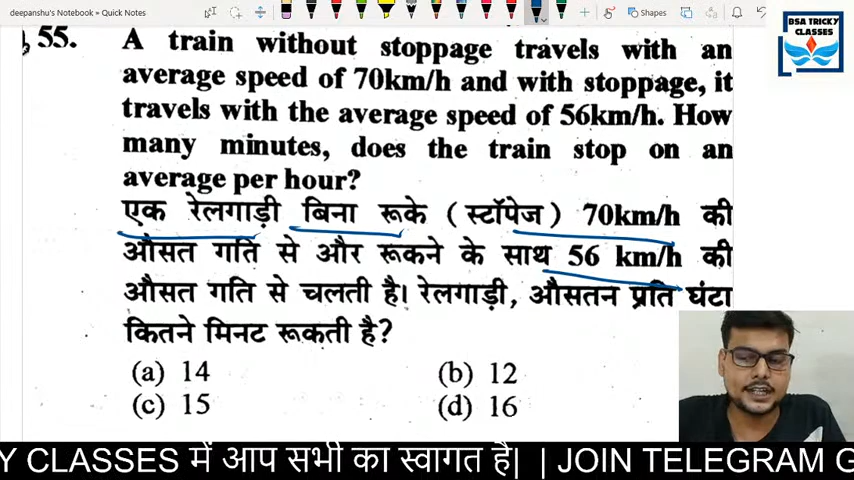 deepanshu's Notebook » Quick Notes
Shapes
BSA TRICKY
CLASSES
55. A train without stoppage travels with an
average speed of 70km/h and with stoppage, it
travels with the average speed of 56km/h. How
many minutes, does the train stop on an
average per hour?
एक रेलगाड़ी बिना रूके (स्टॉपेज) 70km/h की
औसत गति से और रूकने के साथ 56 km/h की
औसत गति से चलती है। रेलगाड़ी, औसतन प्रति घंटा
कितने मिनट रूकती है?
(a) 14 (b) 12
(c) 15 (d) 16
Y CLASSES में आप सभी का स्वागत है| | JOIN TELEGRAM G